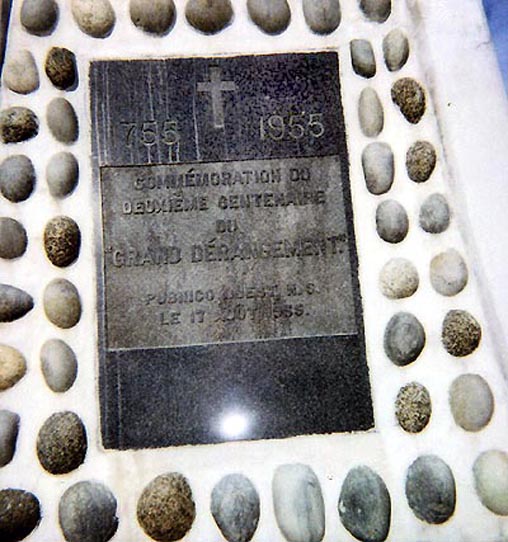 1755 1955
COMMÉMORATION DU
DEUXIÈME CENTENAIRE
DU
"GRAND DÉRANGEMENT"
PUBNICO OUEST, N.S.
LE 17 AOÛT 1955.